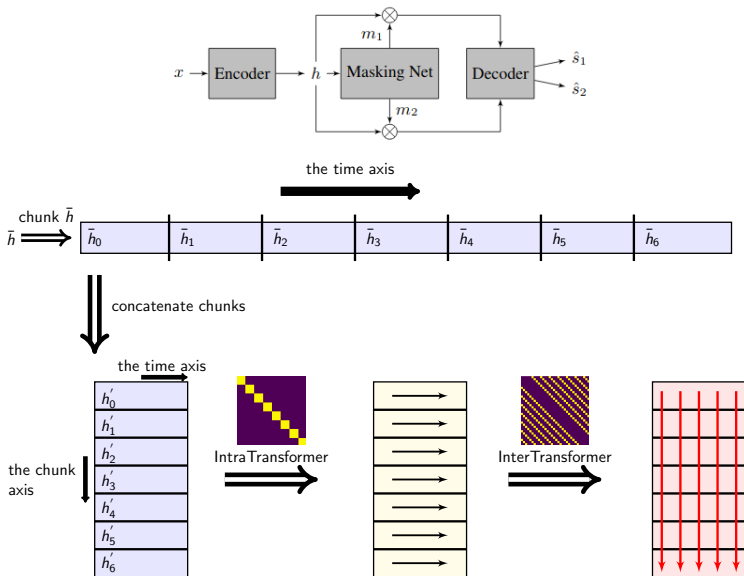 m₁
x Encoder h Masking Net Decoder ŝ₁
ŝ₂
m₂
the time axis
chunk h̄
h̄ h̄₀ h̄₁ h̄₂ h̄₃ h̄₄ h̄₅ h̄₆
concatenate chunks
the time axis
h′₀
h′₁
h′₂
h′₃
h′₄
h′₅
h′₆
the chunk
axis
IntraTransformer
InterTransformer